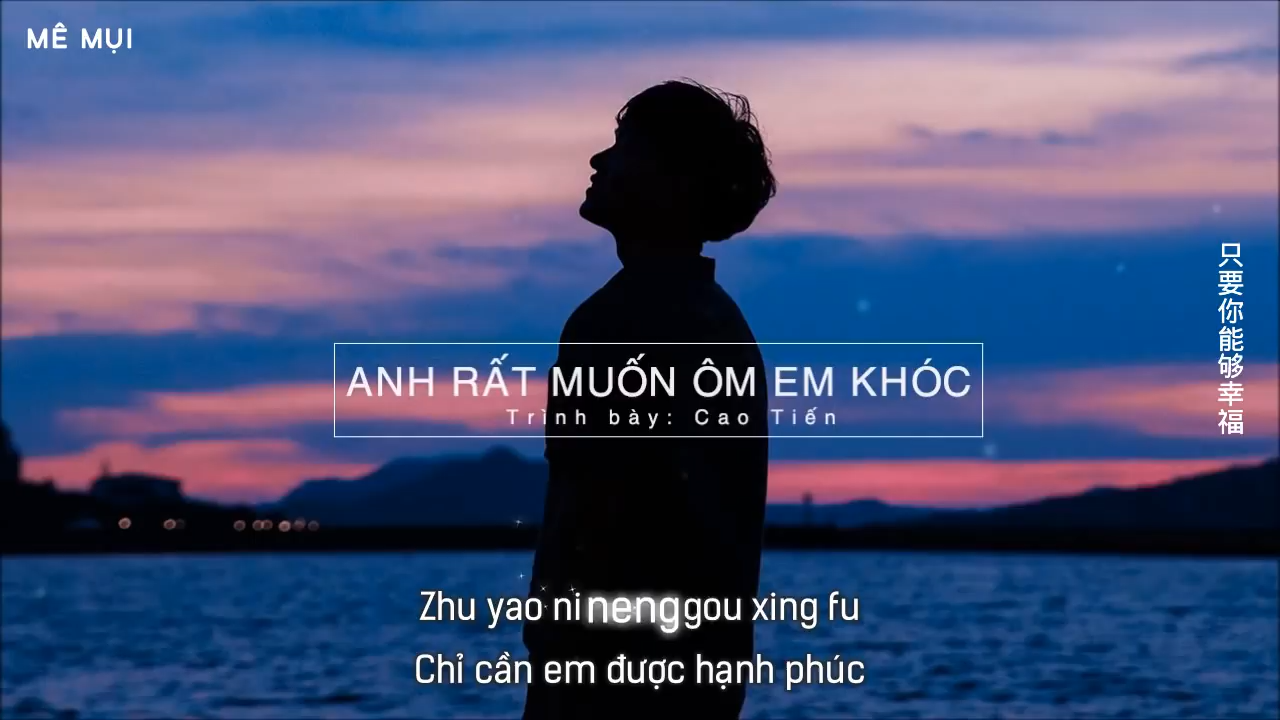 MÊ MỤI
只要你能够幸福
ANH RẤT MUỐN ÔM EM KHÓC
Trình bày: Cao Tiến
Zhu yao ni neng gou xing fu
Chỉ cần em được hạnh phúc